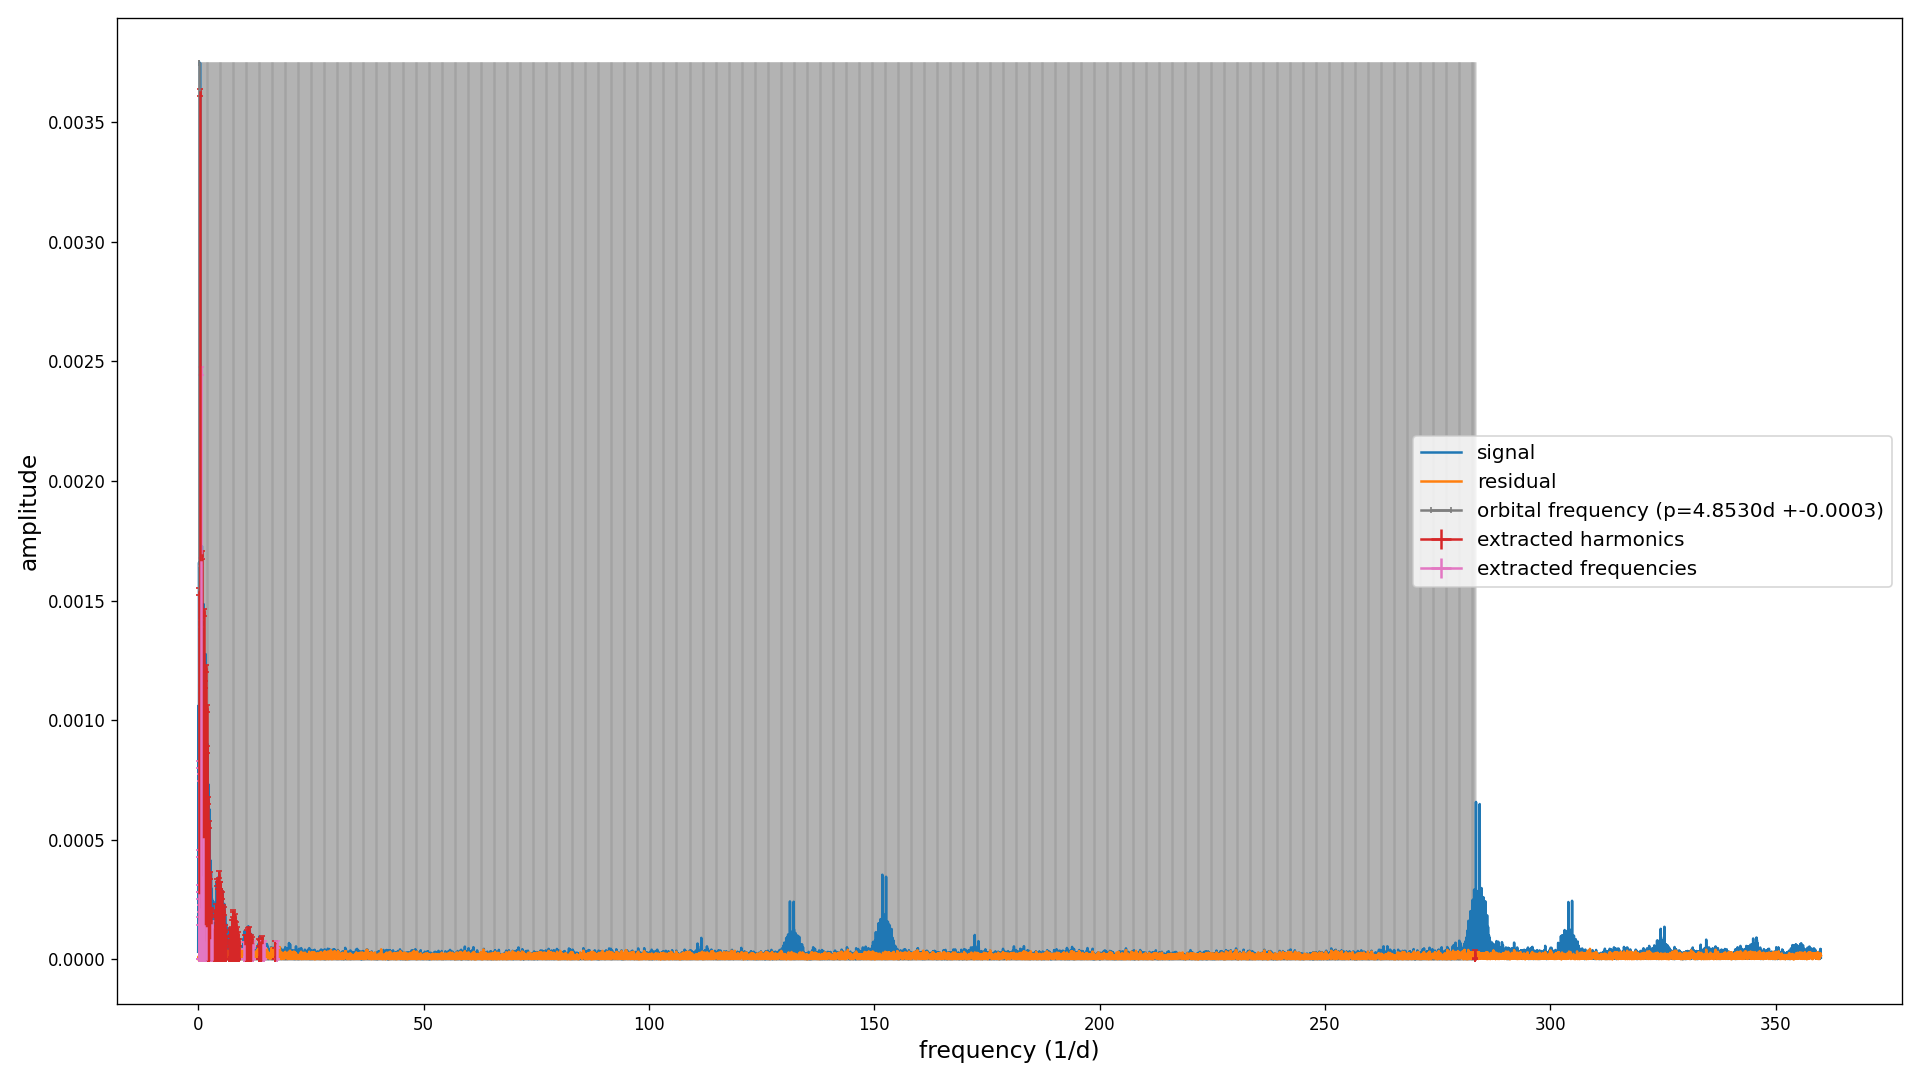 amplitude
0.0035
0.0030
0.0025
0.0020
0.0015
0.0010
0.0005
0.0000
signal
residual
orbital frequency (p=4.8530d +-0.0003)
extracted harmonics
extracted frequencies
0 50 100 150 200 250 300 350
frequency (1/d)